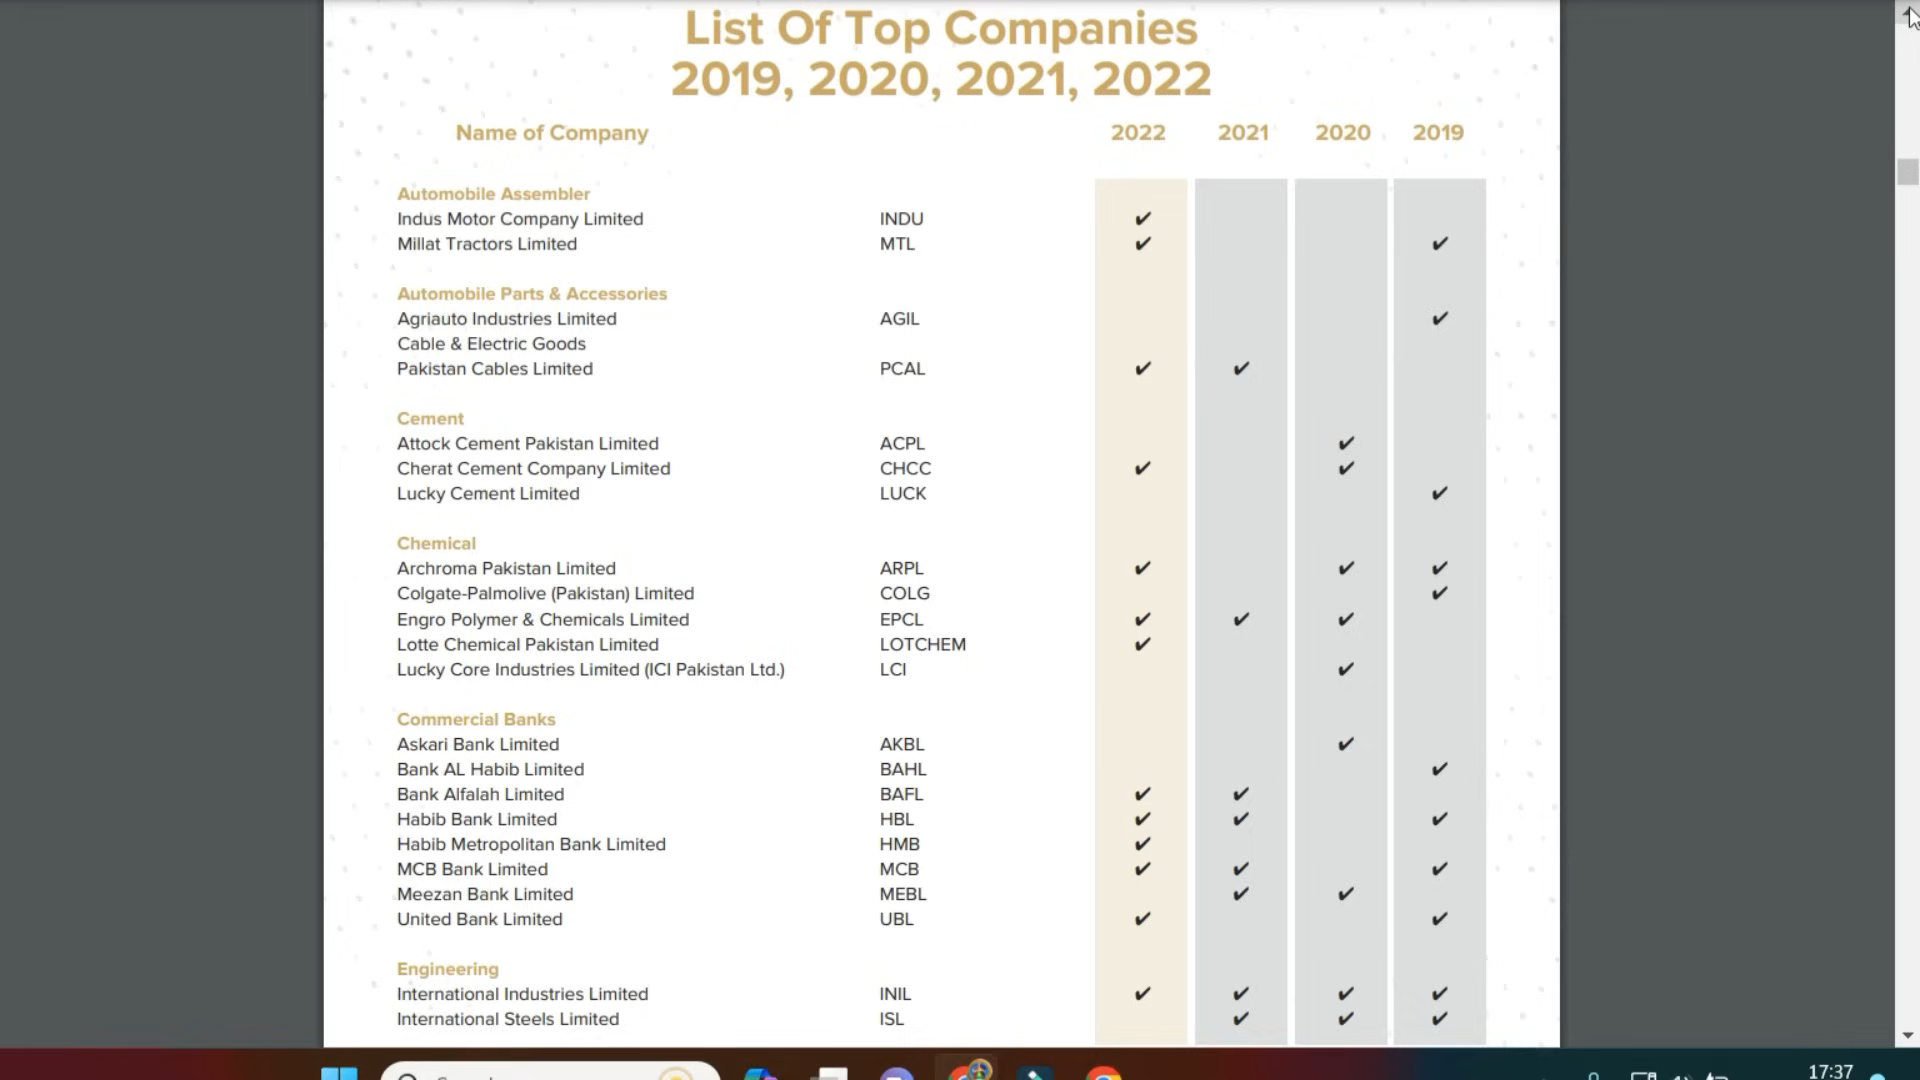 List Of Top Companies
2019, 2020, 2021, 2022
Name of Company 2022 2021 2020 2019
Automobile Assembler
Indus Motor Company Limited INDU ✔
Millat Tractors Limited MTL ✔ ✔
Automobile Parts & Accessories
Agriauto Industries Limited AGIL ✔
Cable & Electric Goods
Pakistan Cables Limited PCAL ✔ ✔
Cement
Attock Cement Pakistan Limited ACPL ✔
Cherat Cement Company Limited CHCC ✔ ✔
Lucky Cement Limited LUCK ✔
Chemical
Archroma Pakistan Limited ARPL ✔ ✔ ✔
Colgate-Palmolive (Pakistan) Limited COLG ✔
Engro Polymer & Chemicals Limited EPCL ✔ ✔ ✔
Lotte Chemical Pakistan Limited LOTCHEM ✔
Lucky Core Industries Limited (ICI Pakistan Ltd.) LCI ✔
Commercial Banks
Askari Bank Limited AKBL ✔
Bank AL Habib Limited BAHL ✔
Bank Alfalah Limited BAFL ✔ ✔
Habib Bank Limited HBL ✔ ✔ ✔
Habib Metropolitan Bank Limited HMB ✔
MCB Bank Limited MCB ✔ ✔ ✔
Meezan Bank Limited MEBL ✔ ✔
United Bank Limited UBL ✔ ✔
Engineering
International Industries Limited INIL ✔ ✔ ✔ ✔
International Steels Limited ISL ✔ ✔ ✔
17:37